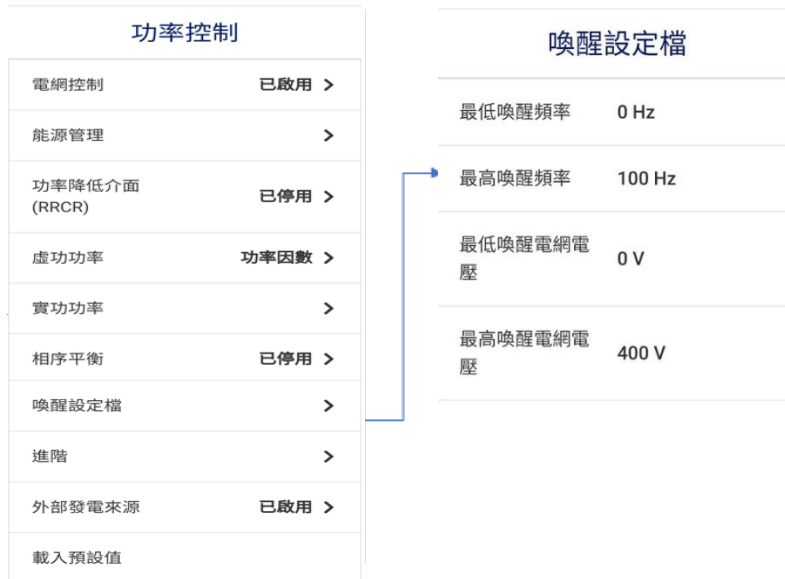 功率控制
電網控制 已啟用
能源管理
功率降低介面
(RRCR) 已停用
虛功功率 功率因數
實功功率
相序平衡 已停用
喚醒設定檔
進階
外部發電來源 已啟用
載入預設值
喚醒設定檔
最低喚醒頻率 0 Hz
最高喚醒頻率 100 Hz
最低喚醒電網電
壓 0 V
最高喚醒電網電
壓 400 V